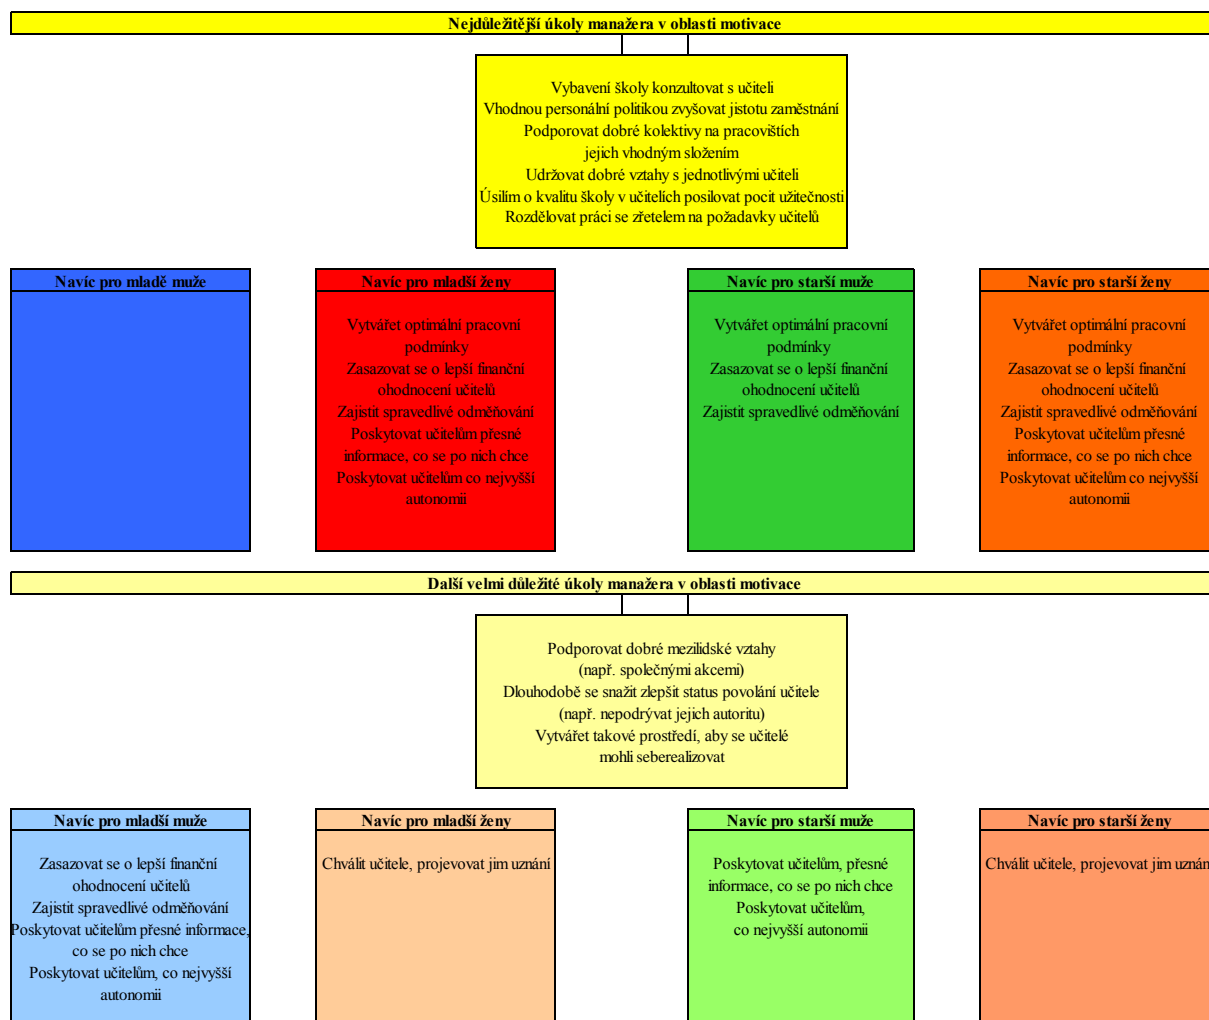 Nejdůležitější úkoly manažera v oblasti motivace
Vybavení školy konzultovat s učiteli
Vhodnou personální politikou zvyšovat jistotu zaměstnání
Podporovat dobré kolektivy na pracovištích
jejich vhodným složením
Udržovat dobré vztahy s jednotlivými učiteli
Úsilím o kvalitu školy v učitelích posilovat pocit užitečnosti
Rozdělovat práci se zřetelem na požadavky učitelů
Navíc pro mladě muže
Navíc pro mladší ženy
Vytvářet optimální pracovní
podmínky
Zasazovat se o lepší finanční
ohodnocení učitelů
Zajistit spravedlivé odměňování
Poskytovat učitelům přesné
informace, co se po nich chce
Poskytovat učitelům co nejvyšší
autonomii
Navíc pro starší muže
Vytvářet optimální pracovní
podmínky
Zasazovat se o lepší finanční
ohodnocení učitelů
Zajistit spravedlivé odměňování
Navíc pro starší ženy
Vytvářet optimální pracovní
podmínky
Zasazovat se o lepší finanční
ohodnocení učitelů
Zajistit spravedlivé odměňování
Poskytovat učitelům přesné
informace, co se po nich chce
Poskytovat učitelům co nejvyšší
autonomii
Další velmi důležité úkoly manažera v oblasti motivace
Podporovat dobré mezilidské vztahy
(např. společnými akcemi)
Dlouhodobě se snažit zlepšit status povolání učitele
(např. nepodrývat jejich autoritu)
Vytvářet takové prostředí, aby se učitelé
mohli seberealizovat
Navíc pro mladší muže
Zasazovat se o lepší finanční
ohodnocení učitelů
Zajistit spravedlivé odměňování
Poskytovat učitelům přesné informace,
co se po nich chce
Poskytovat učitelům, co nejvyšší
autonomii
Navíc pro mladší ženy
Chválit učitele, projevovat jim uznání
Navíc pro starší muže
Poskytovat učitelům, přesné
informace, co se po nich chce
Poskytovat učitelům,
co nejvyšší autonomii
Navíc pro starší ženy
Chválit učitele, projevovat jim uznán